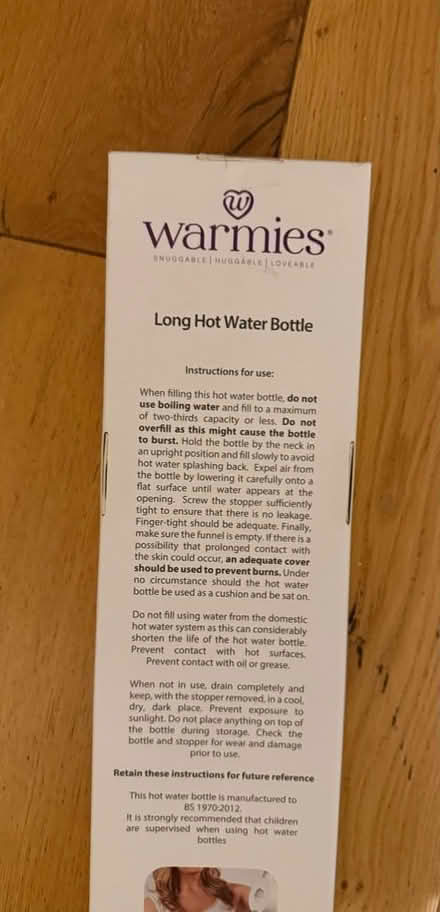 w
warmies®
SNUGGABLE | HUGGABLE | LOVEABLE
Long Hot Water Bottle
Instructions for use:
When filling this hot water bottle, do not
use boiling water and fill to a maximum
of two-thirds capacity or less. Do not
overfill as this might cause the bottle
to burst. Hold the bottle by the neck in
an upright position and fill slowly to avoid
hot water splashing back. Expel air from
the bottle by lowering it carefully onto a
flat surface until water appears at the
opening. Screw the stopper sufficiently
tight to ensure that there is no leakage.
Finger-tight should be adequate. Finally,
make sure the funnel is empty. If there is a
possibility that prolonged contact with
the skin could occur, an adequate cover
should be used to prevent burns. Under
no circumstance should the hot water
bottle be used as a cushion and be sat on.
Do not fill using water from the domestic
hot water system as this can considerably
shorten the life of the hot water bottle.
Prevent contact with hot surfaces.
Prevent contact with oil or grease.
When not in use, drain completely and
keep, with the stopper removed, in a cool,
dry, dark place. Prevent exposure to
sunlight. Do not place anything on top of
the bottle during storage. Check the
bottle and stopper for wear and damage
prior to use.
Retain these instructions for future reference
This hot water bottle is manufactured to
BS 1970:2012.
It is strongly recommended that children
are supervised when using hot water
bottles